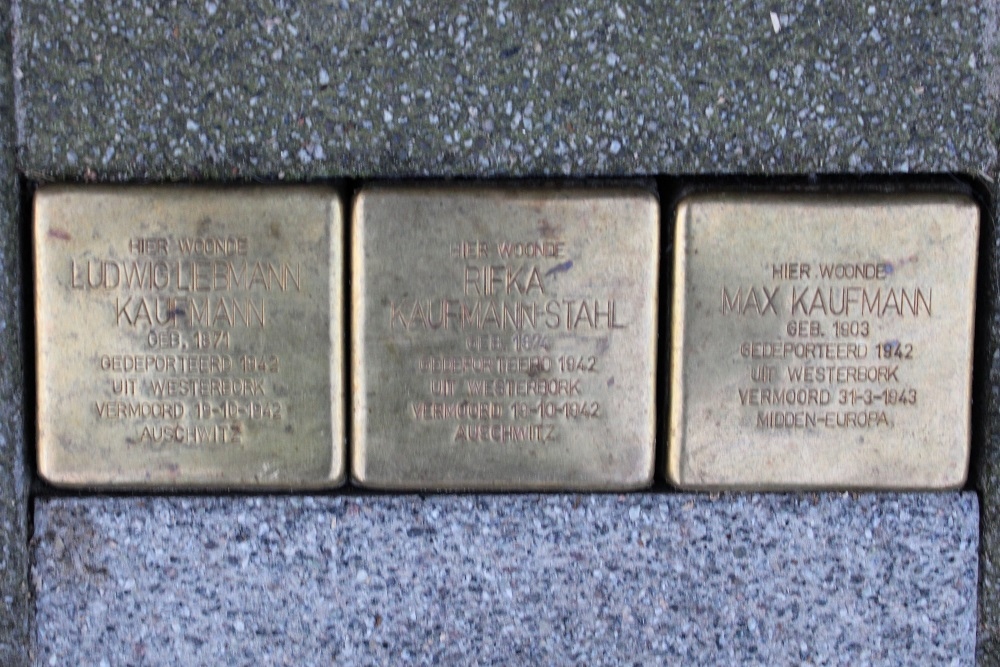 HIER WOONDE
LUDWIG LIEBMANN
KAUFMANN
GEB. 1871
GEDEPORTEERD 1942
UIT WESTERBORK
VERMOORD 19-10-1942
AUSCHWITZ
HIER WOONDE
RIFKA
KAUFMANN-STAHL
GEB. 1874
GEDEPORTEERD 1942
UIT WESTERBORK
VERMOORD 19-10-1942
AUSCHWITZ
HIER WOONDE
MAX KAUFMANN
GEB. 1903
GEDEPORTEERD 1942
UIT WESTERBORK
VERMOORD 31-3-1943
MIDDEN-EUROPA